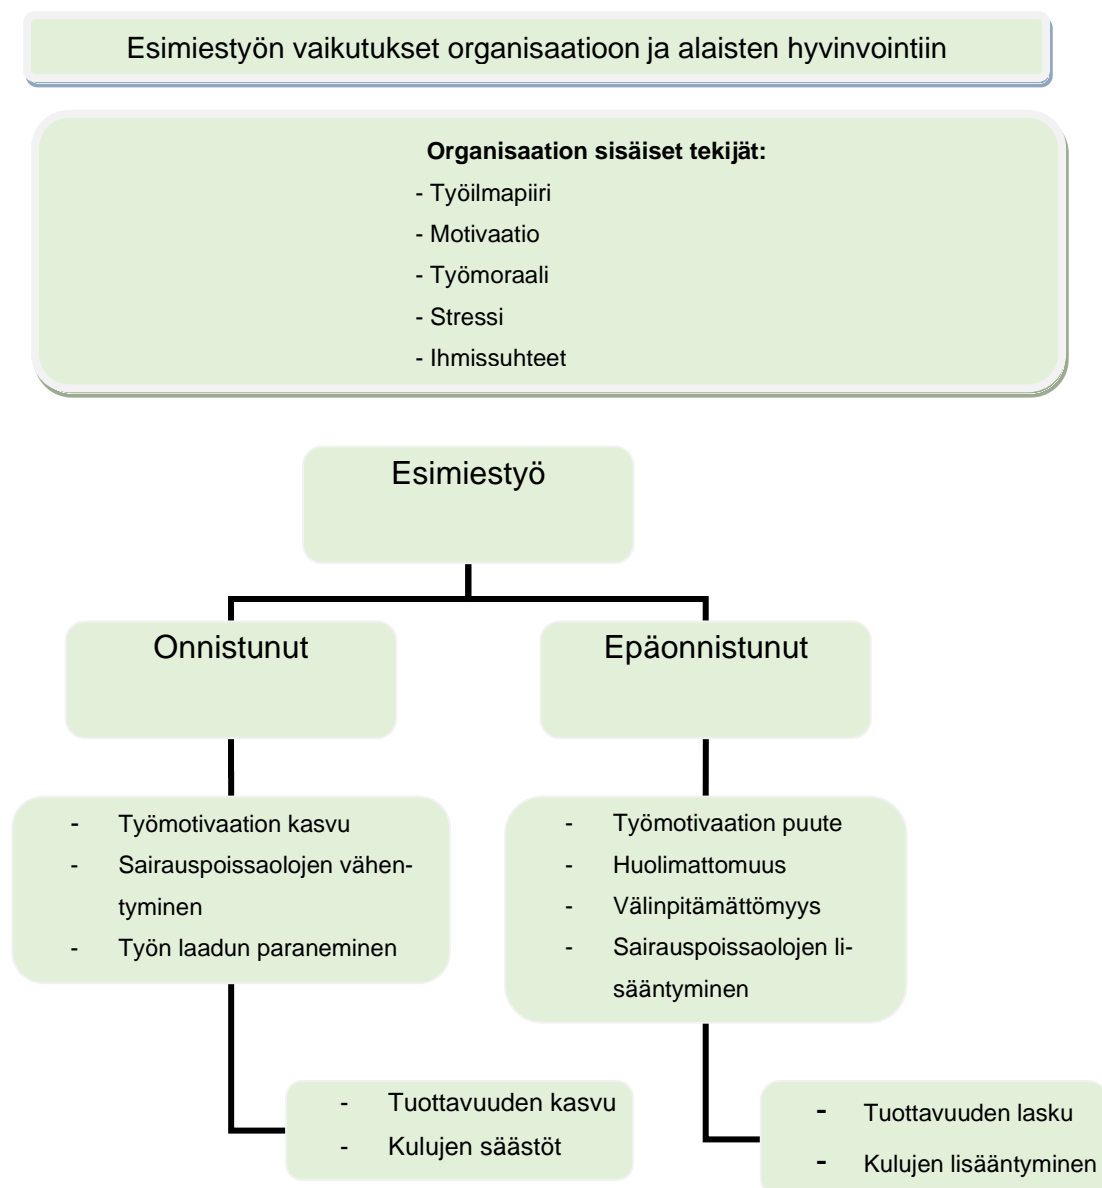 Esimiestyön vaikutukset organisaatioon ja alaisten hyvinvointiin
Organisaation sisäiset tekijät:
- Työilmapiiri
- Motivaatio
- Työmoraali
- Stressi
- Ihmissuhteet
Esimiestyö
Onnistunut
Epäonnistunut
- Työmotivaation kasvu
- Sairauspoissaolojen vähen-
tyminen
- Työn laadun paraneminen
- Työmotivaation puute
- Huolimattomuus
- Välinpitämättömyys
- Sairauspoissaolojen li-
sääntyminen
- Tuottavuuden kasvu
- Kulujen säästöt
- Tuottavuuden lasku
- Kulujen lisääntyminen